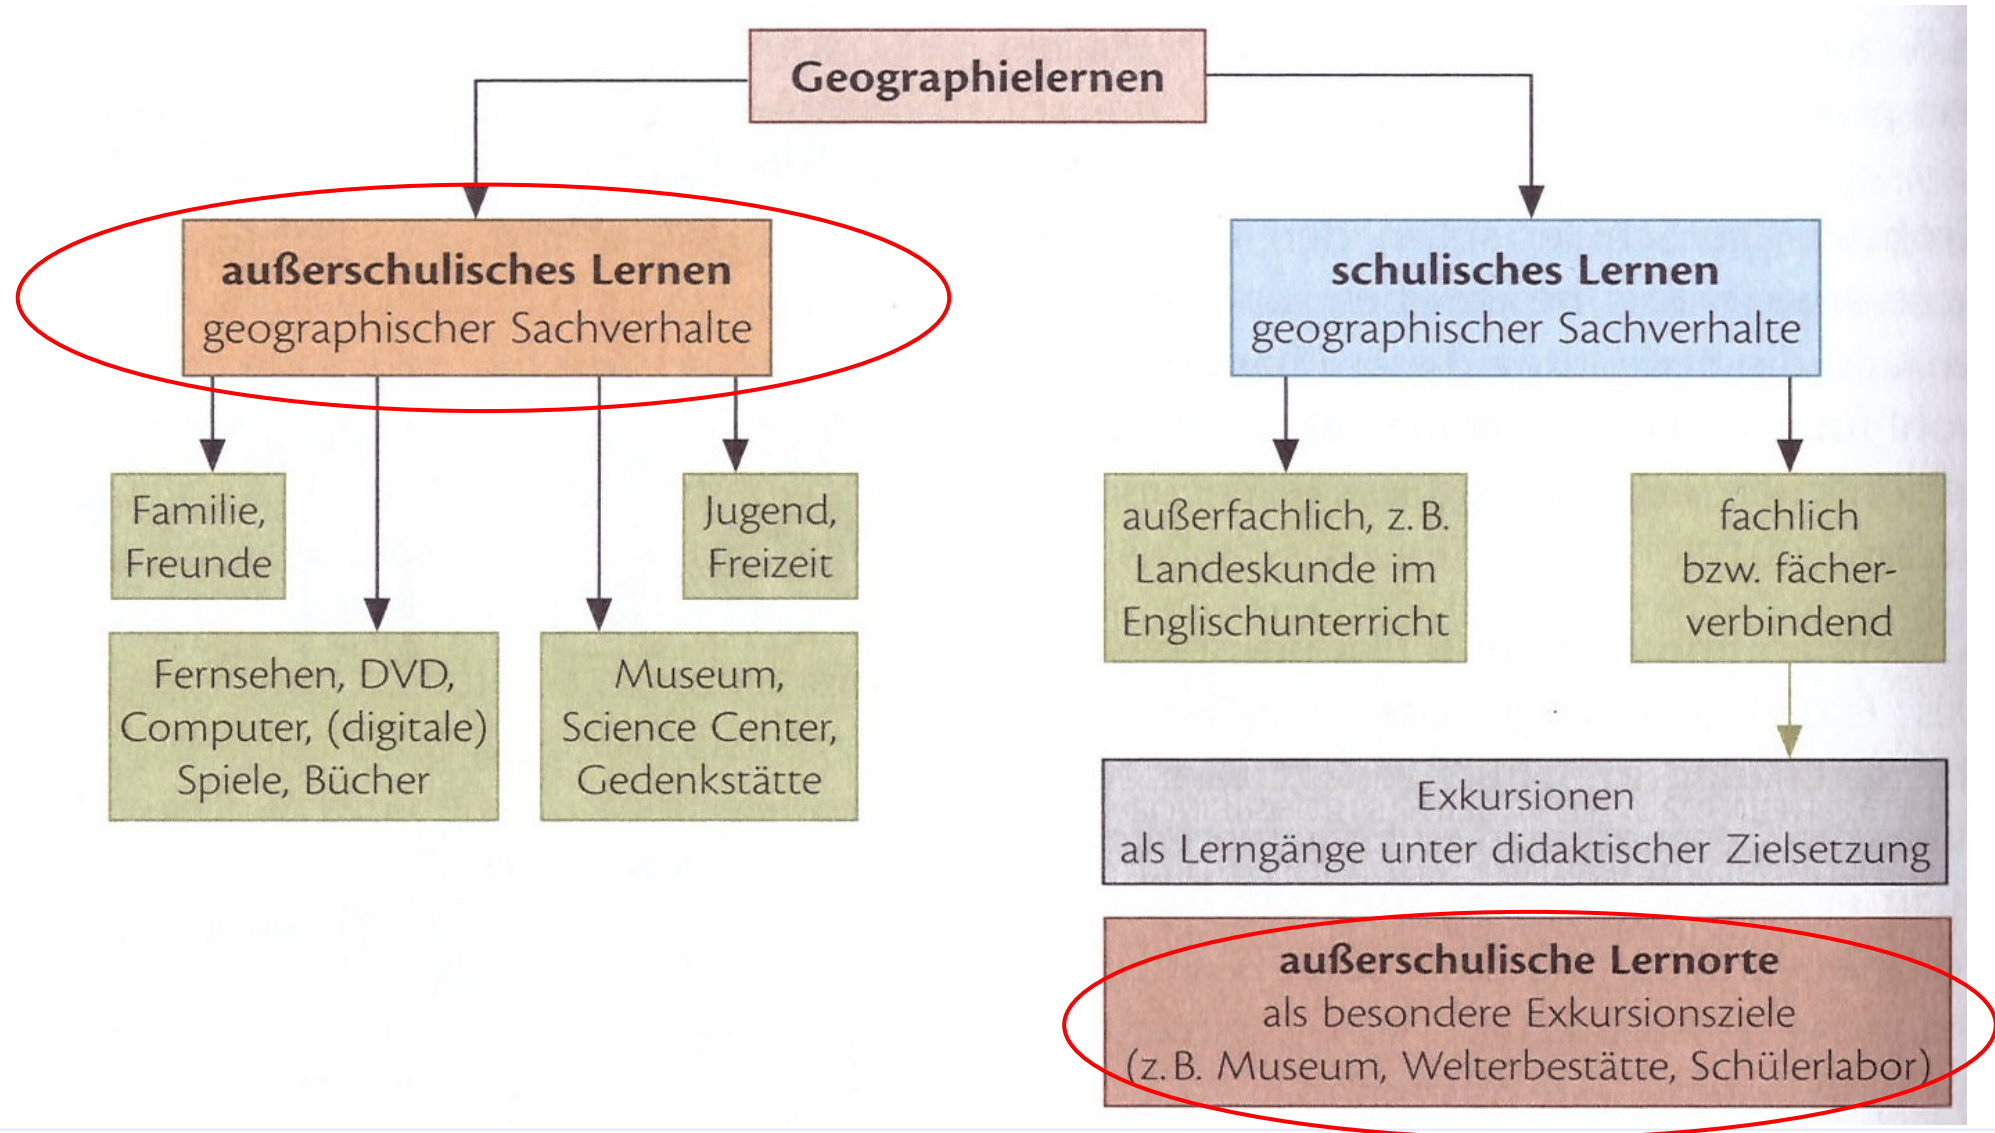 Geographielernen
außerschulisches Lernen
geographischer Sachverhalte
schulisches Lernen
geographischer Sachverhalte
Familie,
Freunde
Jugend,
Freizeit
Fernsehen, DVD,
Computer, (digitale)
Spiele, Bücher
Museum,
Science Center,
Gedenkstätte
außerfachlich, z. B.
Landeskunde im
Englischunterricht
fachlich
bzw. fächer-
verbindend
Exkursionen
als Lerngänge unter didaktischer Zielsetzung
außerschulische Lernorte
als besondere Exkursionsziele
(z. B. Museum, Welterbestätte, Schülerlabor)